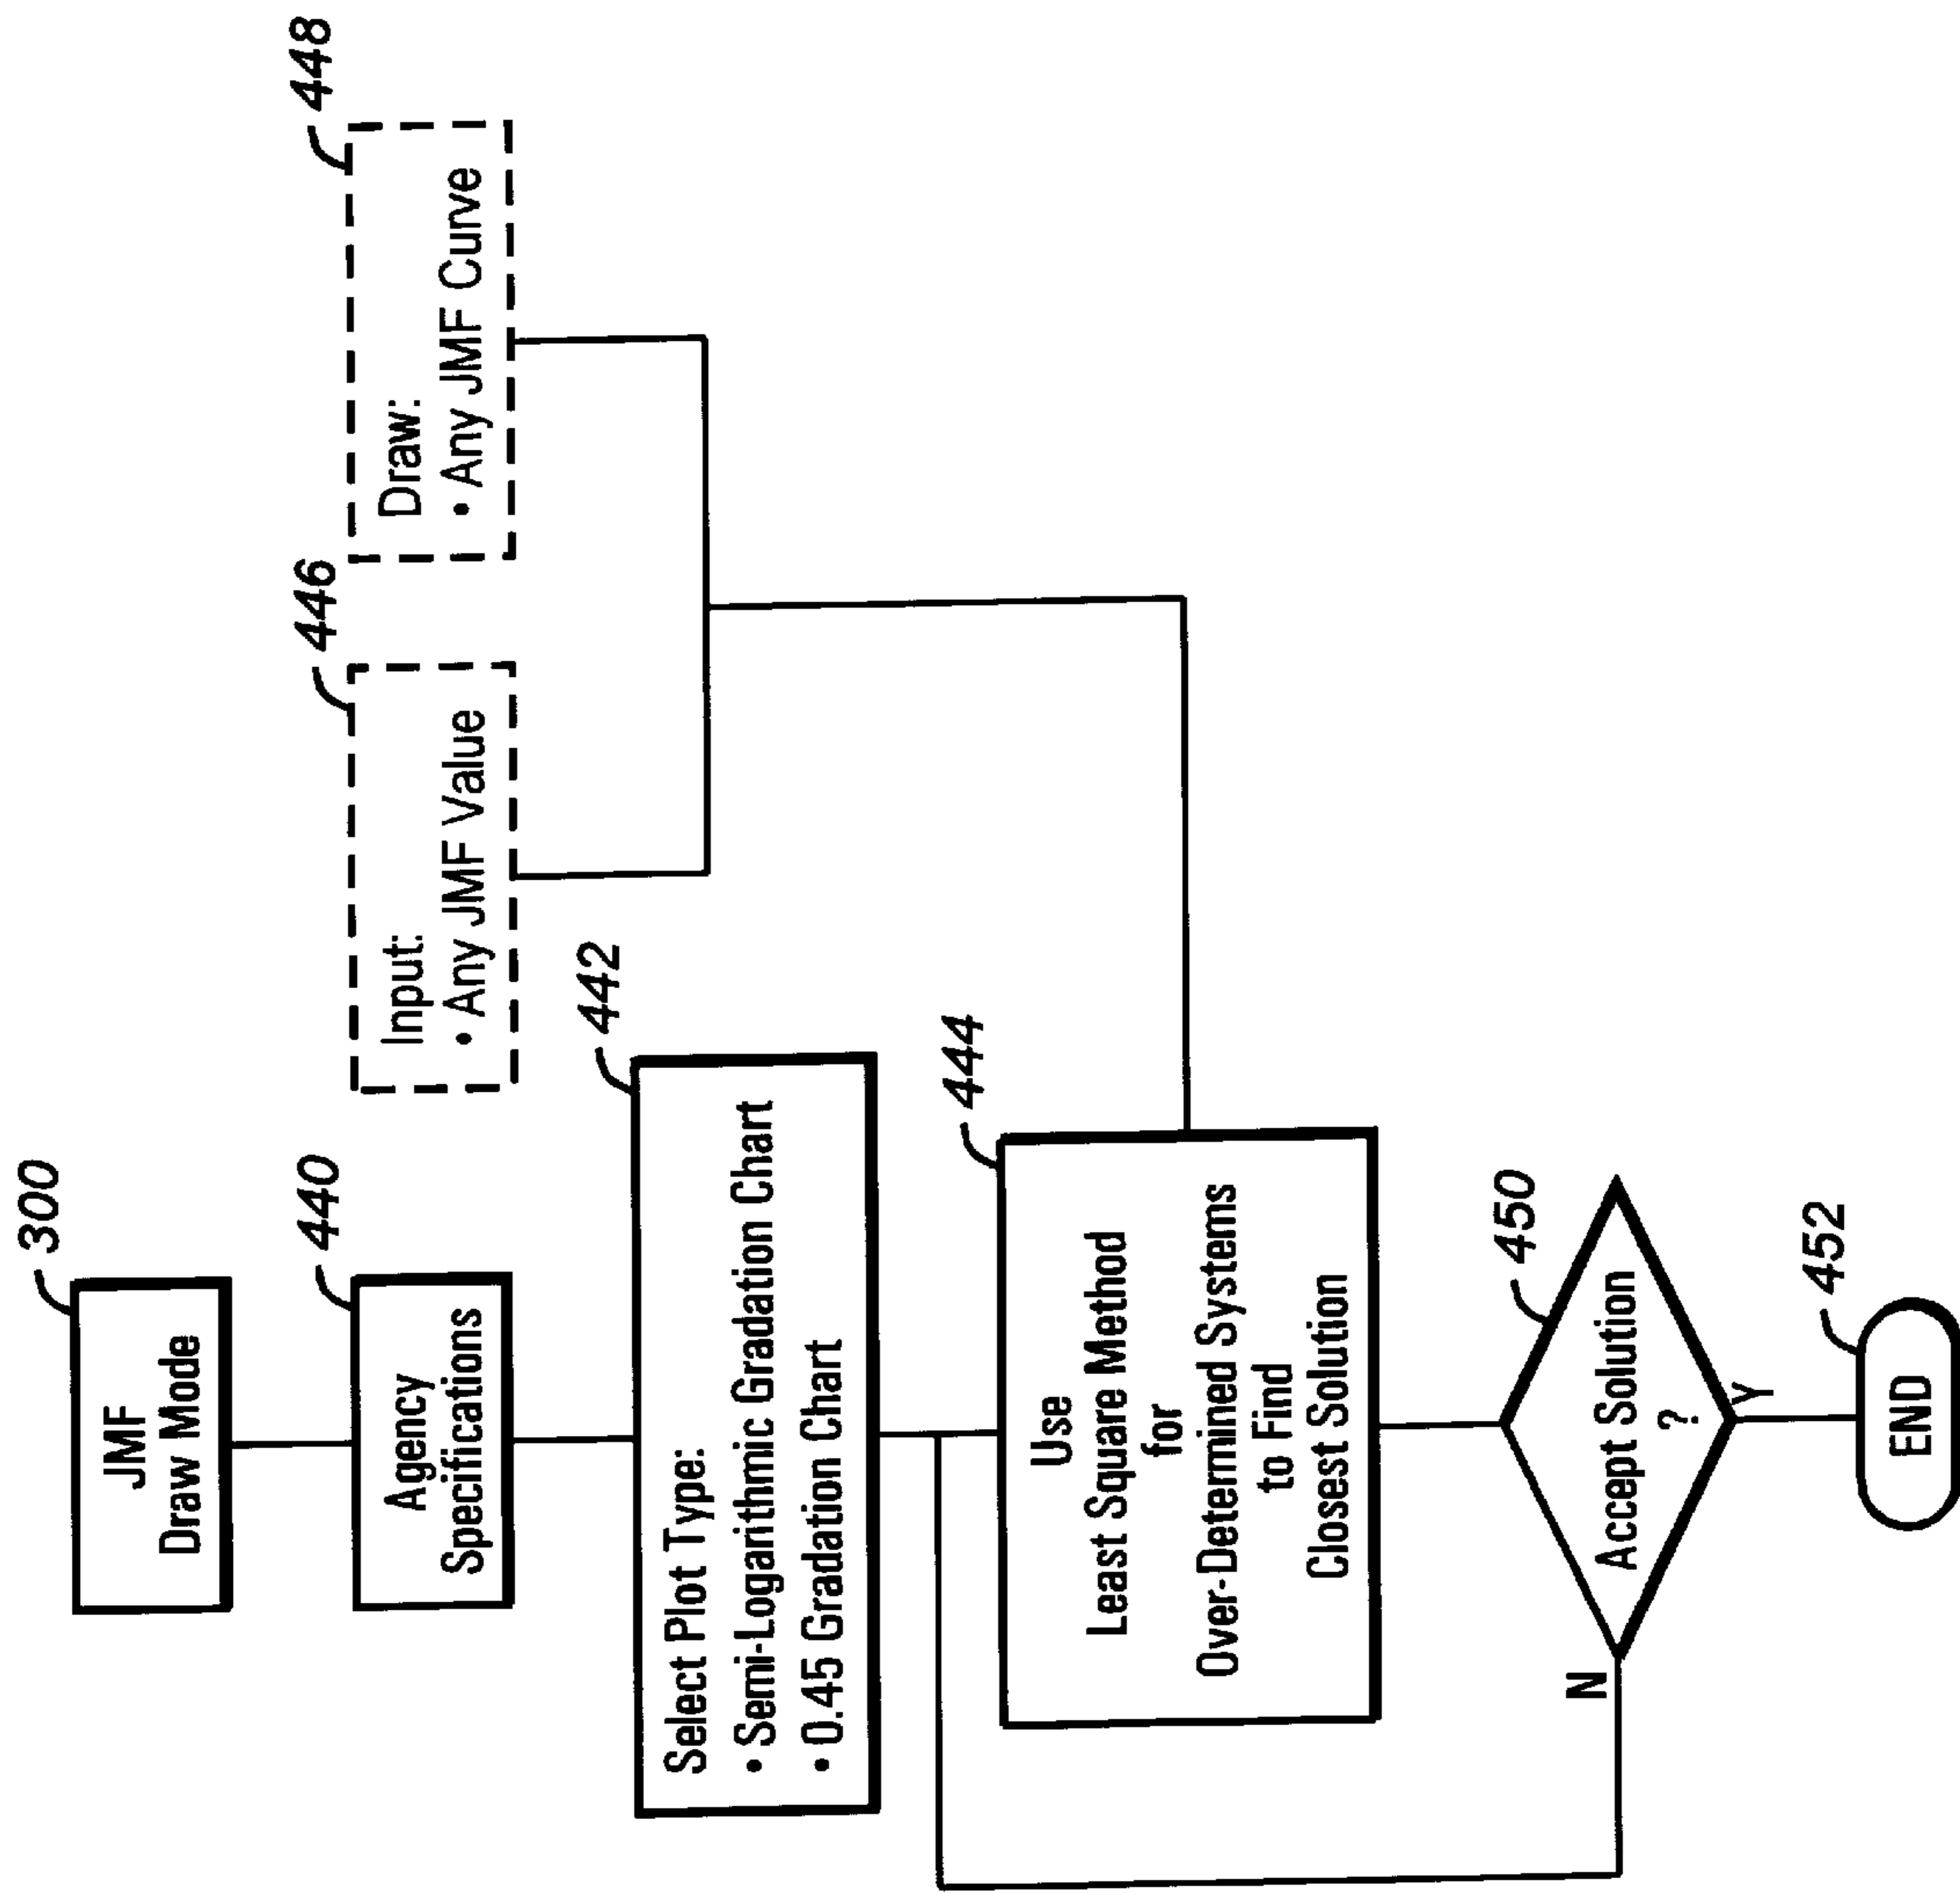 300
JMF
Draw Mode
440
Agency
Specifications
442
Select Plot Type:
• Semi-Logarithmic Gradation Chart
• 0.45 Gradation Chart
446
Input:
• Any JMF Value
448
Draw:
• Any JMF Curve
444
Use
Least Square Method
for
Over-Determined Systems
to Find
Closest Solution
450
Accept Solution
?
N
Y
452
END